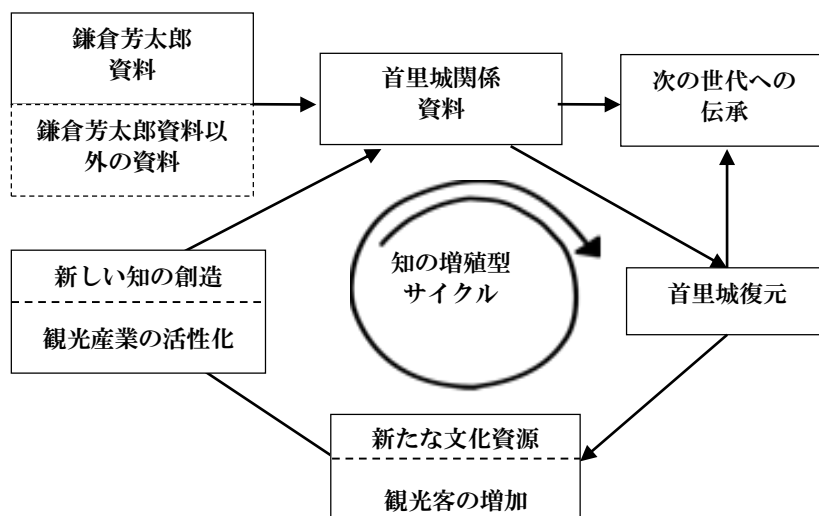 鎌倉芳太郎
資料
鎌倉芳太郎資料以
外の資料
首里城関係
資料
次の世代への
伝承
新しい知の創造
観光産業の活性化
知の増殖型
サイクル
首里城復元
新たな文化資源
観光客の増加